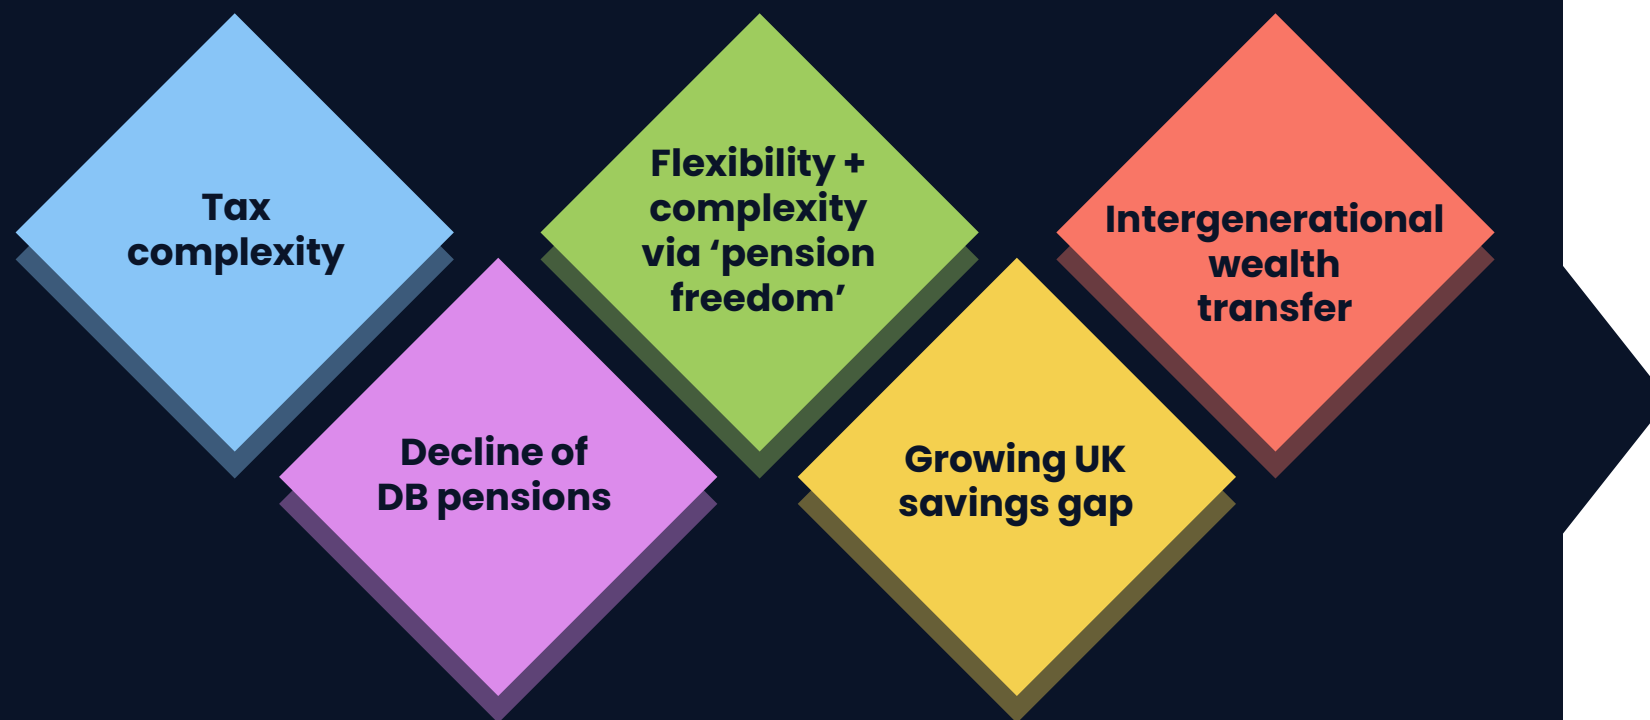 Tax
complexity
Decline of
DB pensions
Flexibility +
complexity
via ‘pension
freedom’
Growing UK
savings gap
Intergenerational
wealth
transfer